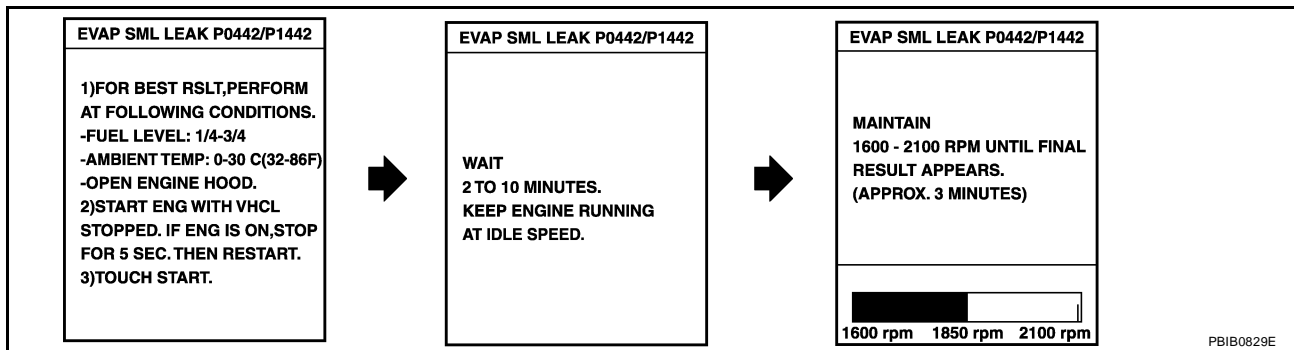 EVAP SML LEAK P0442/P1442
1)FOR BEST RSLT,PERFORM
AT FOLLOWING CONDITIONS.
-FUEL LEVEL: 1/4-3/4
-AMBIENT TEMP: 0-30 C(32-86F)
-OPEN ENGINE HOOD.
2)START ENG WITH VHCL
STOPPED. IF ENG IS ON,STOP
FOR 5 SEC. THEN RESTART.
3)TOUCH START.
EVAP SML LEAK P0442/P1442
WAIT
2 TO 10 MINUTES.
KEEP ENGINE RUNNING
AT IDLE SPEED.
EVAP SML LEAK P0442/P1442
MAINTAIN
1600 - 2100 RPM UNTIL FINAL
RESULT APPEARS.
(APPROX. 3 MINUTES)
1600 rpm 1850 rpm 2100 rpm
PBIB0829E